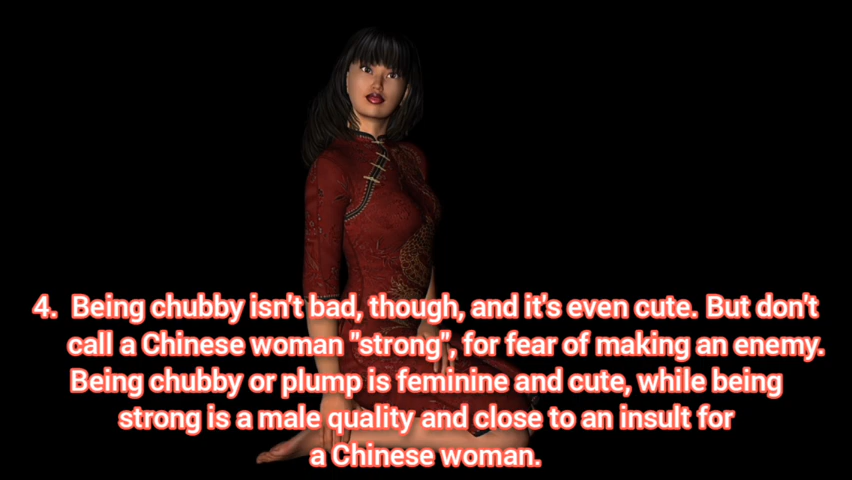 4. Being chubby isn't bad, though, and it's even cute. But don't
call a Chinese woman "strong", for fear of making an enemy.
Being chubby or plump is feminine and cute, while being
strong is a male quality and close to an insult for
a Chinese woman.